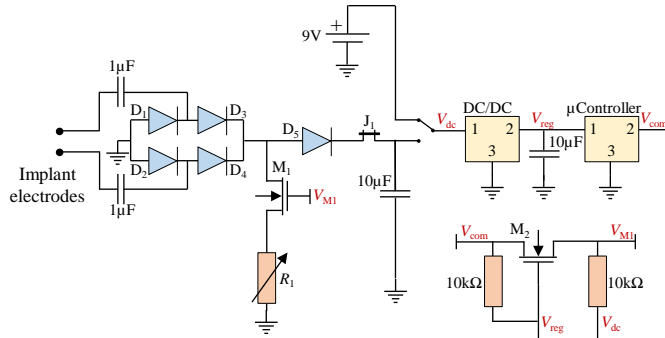 9V
+
1µF
D1
D3
D5
J1
Vdc
DC/DC
Vreg
µController
Vcom
1 2
3
1 2
3
10µF
Implant
electrodes
D2
D4
1µF
M1
VM1
10µF
R1
Vcom
M2
VM1
10kΩ
10kΩ
Vreg
Vdc